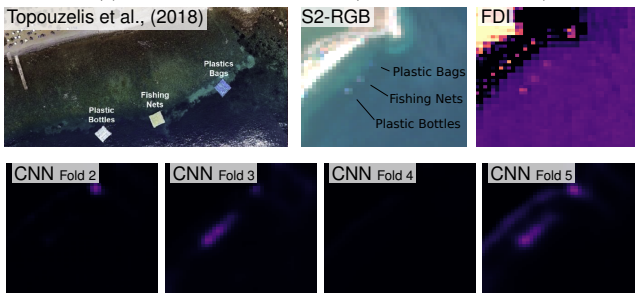 Topouzelis et al., (2018)
S2-RGB
FDI
Plastics
Bags
Fishing
Nets
Plastic
Bottles
Plastic Bags
Fishing Nets
Plastic Bottles
CNN Fold 2
CNN Fold 3
CNN Fold 4
CNN Fold 5